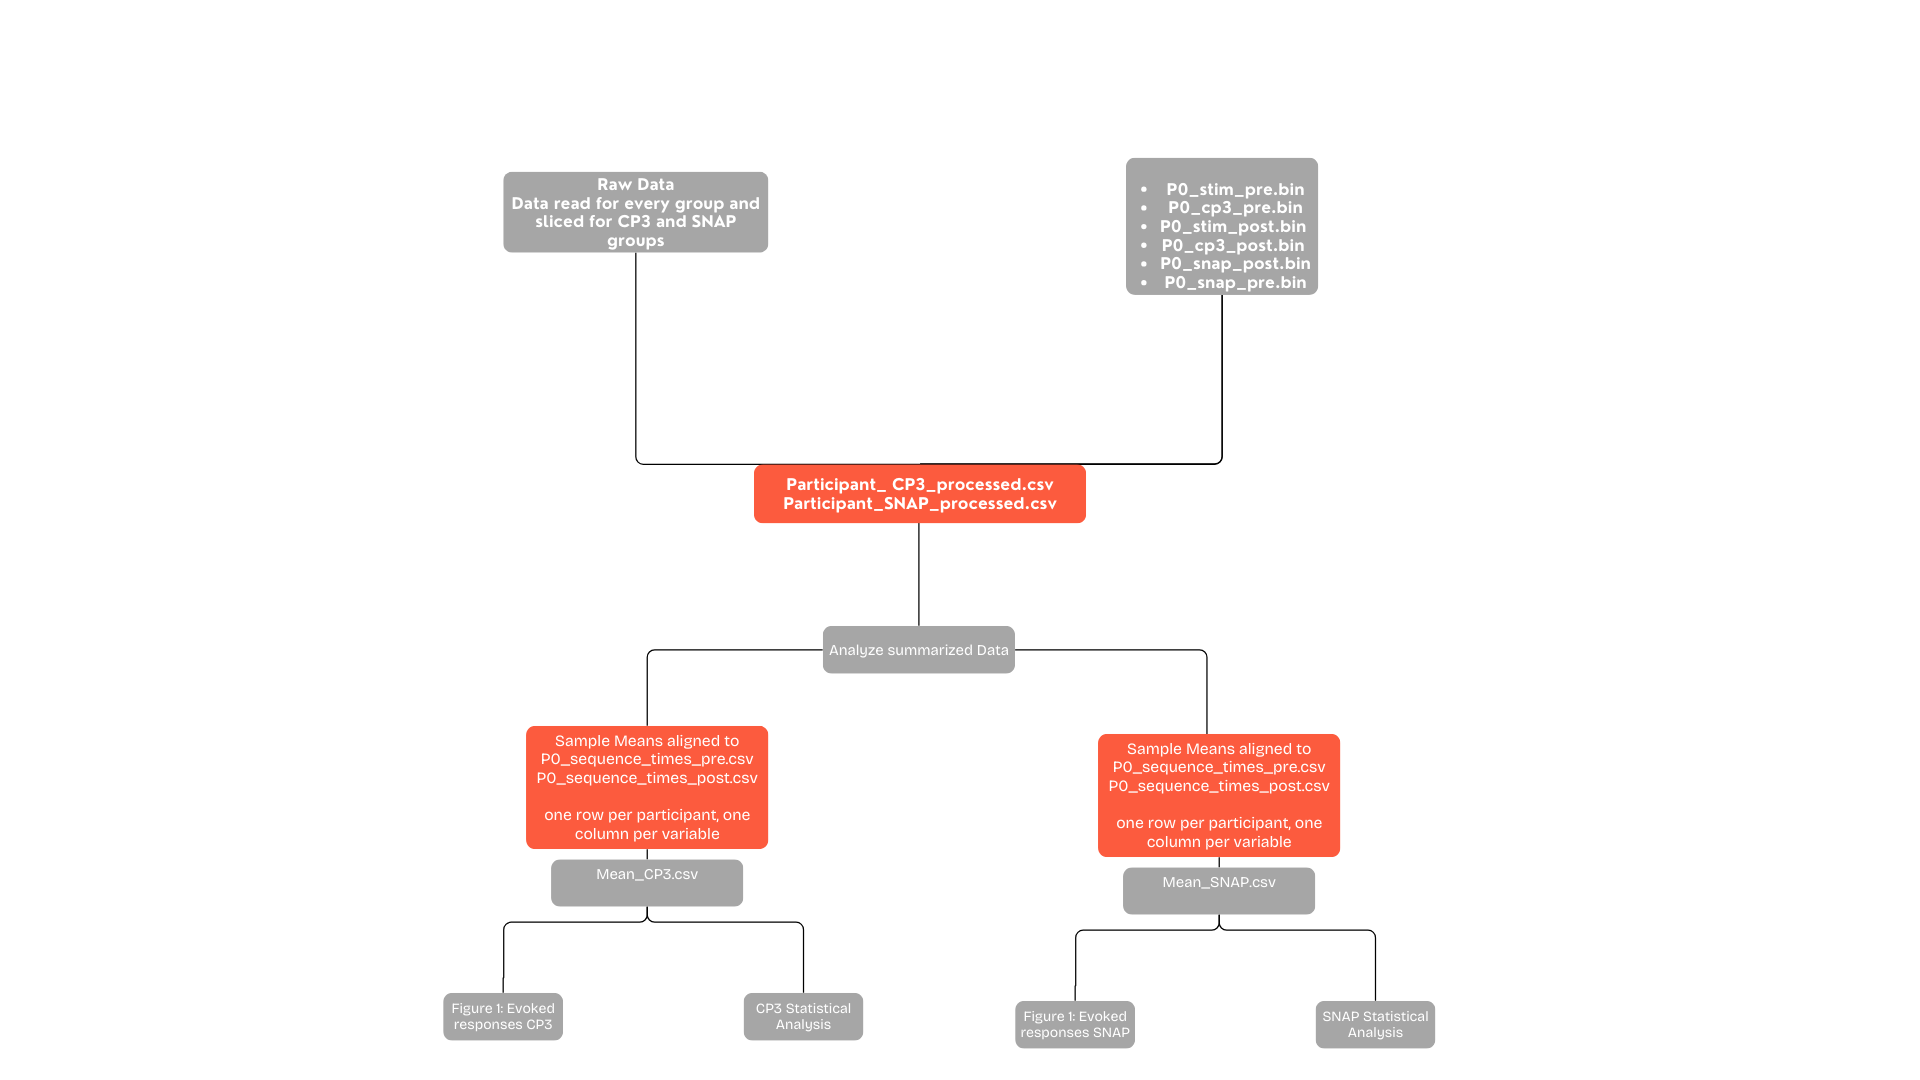 Raw Data
Data read for every group and
sliced for CP3 and SNAP
groups
• P0_stim_pre.bin
• P0_cp3_pre.bin
• P0_stim_post.bin
• P0_cp3_post.bin
• P0_snap_post.bin
• P0_snap_pre.bin
Participant_ CP3_processed.csv
Participant_SNAP_processed.csv
Analyze summarized Data
Sample Means aligned to
P0_sequence_times_pre.csv
P0_sequence_times_post.csv
one row per participant, one
column per variable
Mean_CP3.csv
Figure 1: Evoked
responses CP3
CP3 Statistical
Analysis
Sample Means aligned to
P0_sequence_times_pre.csv
P0_sequence_times_post.csv
one row per participant, one
column per variable
Mean_SNAP.csv
Figure 1: Evoked
responses SNAP
SNAP Statistical
Analysis